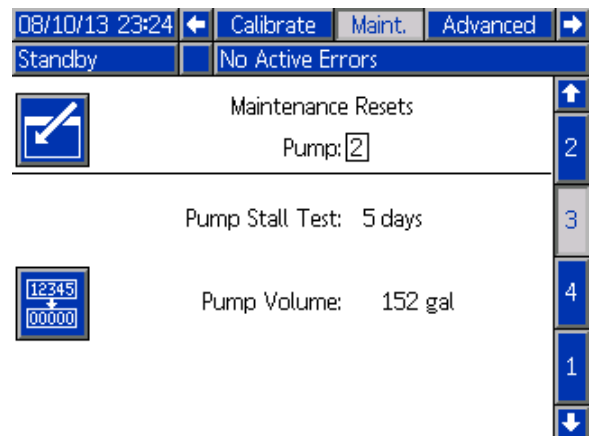 08/10/13 23:24 Calibrate Maint. Advanced
Standby No Active Errors
Maintenance Resets
Pump: 2
2
Pump Stall Test: 5 days
3
12345
00000
Pump Volume: 152 gal
4
1